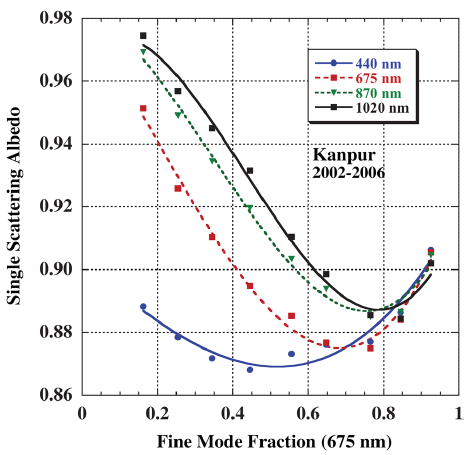 0.98
0.96
0.94
0.92
0.90
0.88
0.86
Single Scattering Albedo
440 nm
675 nm
870 nm
1020 nm
Kanpur
2002-2006
0 0.2 0.4 0.6 0.8 1
Fine Mode Fraction (675 nm)